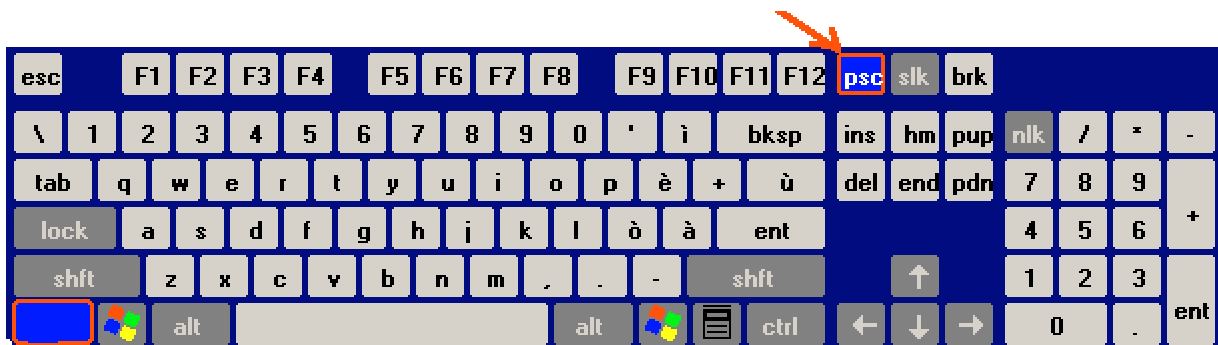 esc F1 F2 F3 F4 F5 F6 F7 F8 F9 F10 F11 F12 psc slk brk
\ 1 2 3 4 5 6 7 8 9 0 ' ì bksp ins hm pup nlk / * -
tab q w e r t y u i o p è + ù del end pdn 7 8 9 +
lock a s d f g h j k l ò à ent 4 5 6
shft z x c v b n m , . - shft ↑ 1 2 3 ent
alt alt ctrl ← ↓ → 0 .